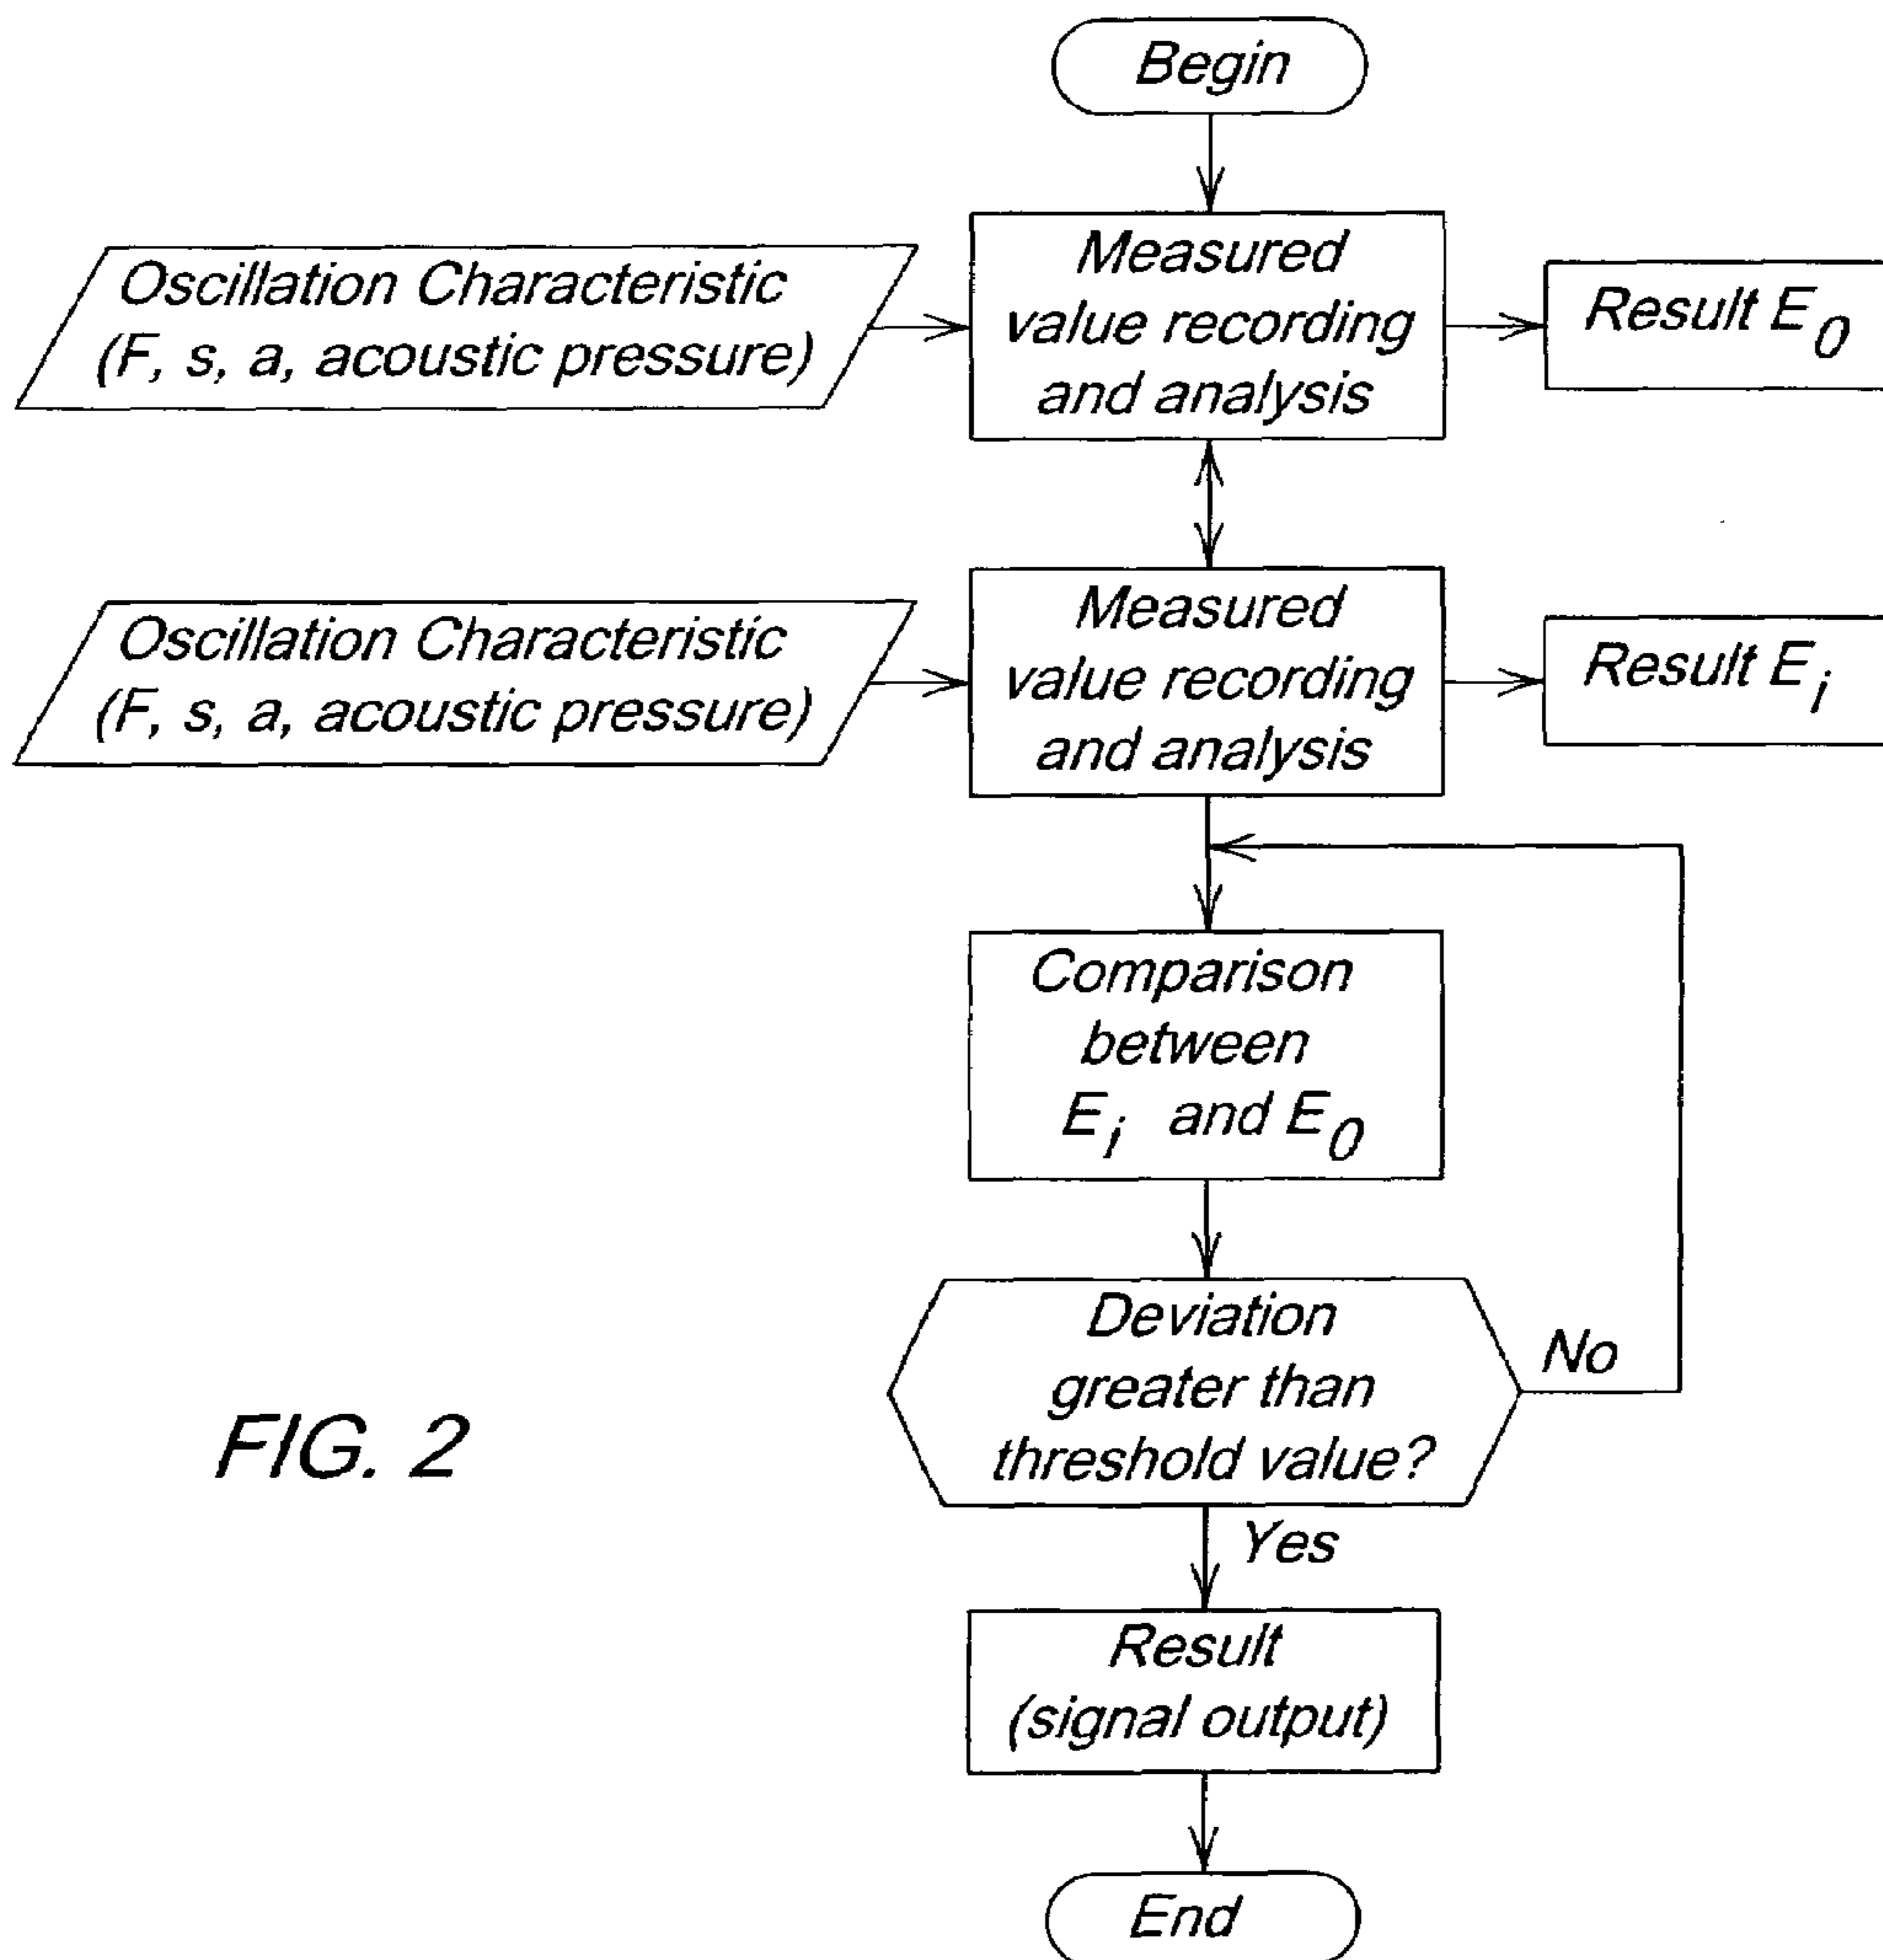 Begin
Oscillation Characteristic
(F, s, a, acoustic pressure)
Measured
value recording
and analysis
Result E0
Oscillation Characteristic
(F, s, a, acoustic pressure)
Measured
value recording
and analysis
Result Ei
Comparison
between
Ei and E0
Deviation
greater than
threshold value?
No
Yes
Result
(signal output)
End
FIG. 2